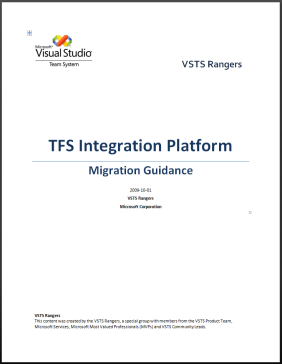 Microsoft
Visual Studio
Team System
VSTS Rangers
TFS Integration Platform
Migration Guidance
2009-10-01
VSTS Rangers
Microsoft Corporation
VSTS Rangers
This content was created by the VSTS Rangers, a special group with members from the VSTS Product Team,
Microsoft Services, Microsoft Most Valued Professionals (MVPs) and VSTS Community Leads.